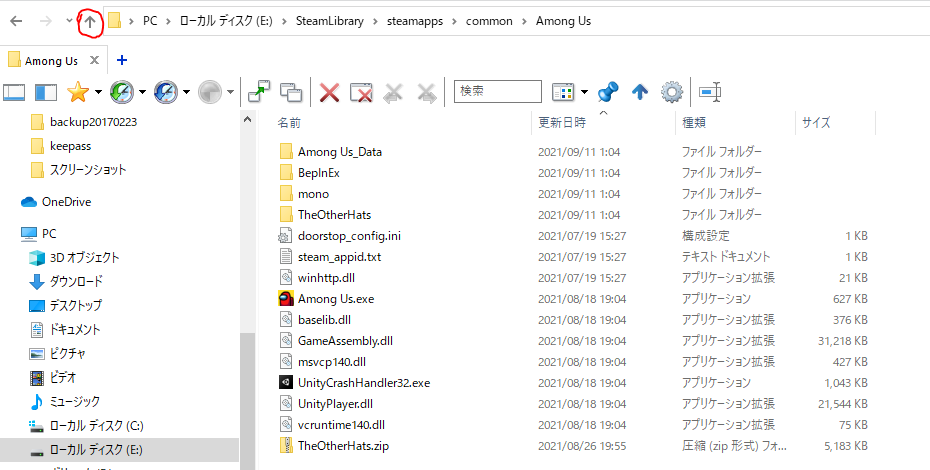 PC ローカル ディスク (E:) SteamLibrary steamapps common Among Us
Among Us
検索
backup20170223
keepass
スクリーンショット
OneDrive
PC
3D オブジェクト
ダウンロード
デスクトップ
ドキュメント
ピクチャ
ビデオ
ミュージック
ローカル ディスク (C:)
ローカル ディスク (E:)
名前 更新日時 種類 サイズ
Among Us_Data 2021/09/11 1:04 ファイル フォルダー
BepInEx 2021/09/11 1:04 ファイル フォルダー
mono 2021/09/11 1:04 ファイル フォルダー
TheOtherHats 2021/09/11 1:04 ファイル フォルダー
doorstop_config.ini 2021/07/19 15:27 構成設定 1 KB
steam_appid.txt 2021/07/19 15:27 テキスト ドキュメント 1 KB
winhttp.dll 2021/07/19 15:27 アプリケーション拡張 21 KB
Among Us.exe 2021/08/18 19:04 アプリケーション 627 KB
baselib.dll 2021/08/18 19:04 アプリケーション拡張 376 KB
GameAssembly.dll 2021/08/18 19:04 アプリケーション拡張 31,218 KB
msvcp140.dll 2021/08/18 19:04 アプリケーション拡張 427 KB
UnityCrashHandler32.exe 2021/08/18 19:04 アプリケーション 1,043 KB
UnityPlayer.dll 2021/08/18 19:04 アプリケーション拡張 21,544 KB
vcruntime140.dll 2021/08/18 19:04 アプリケーション拡張 75 KB
TheOtherHats.zip 2021/08/26 19:55 圧縮 (zip 形式) フォ... 5,183 KB